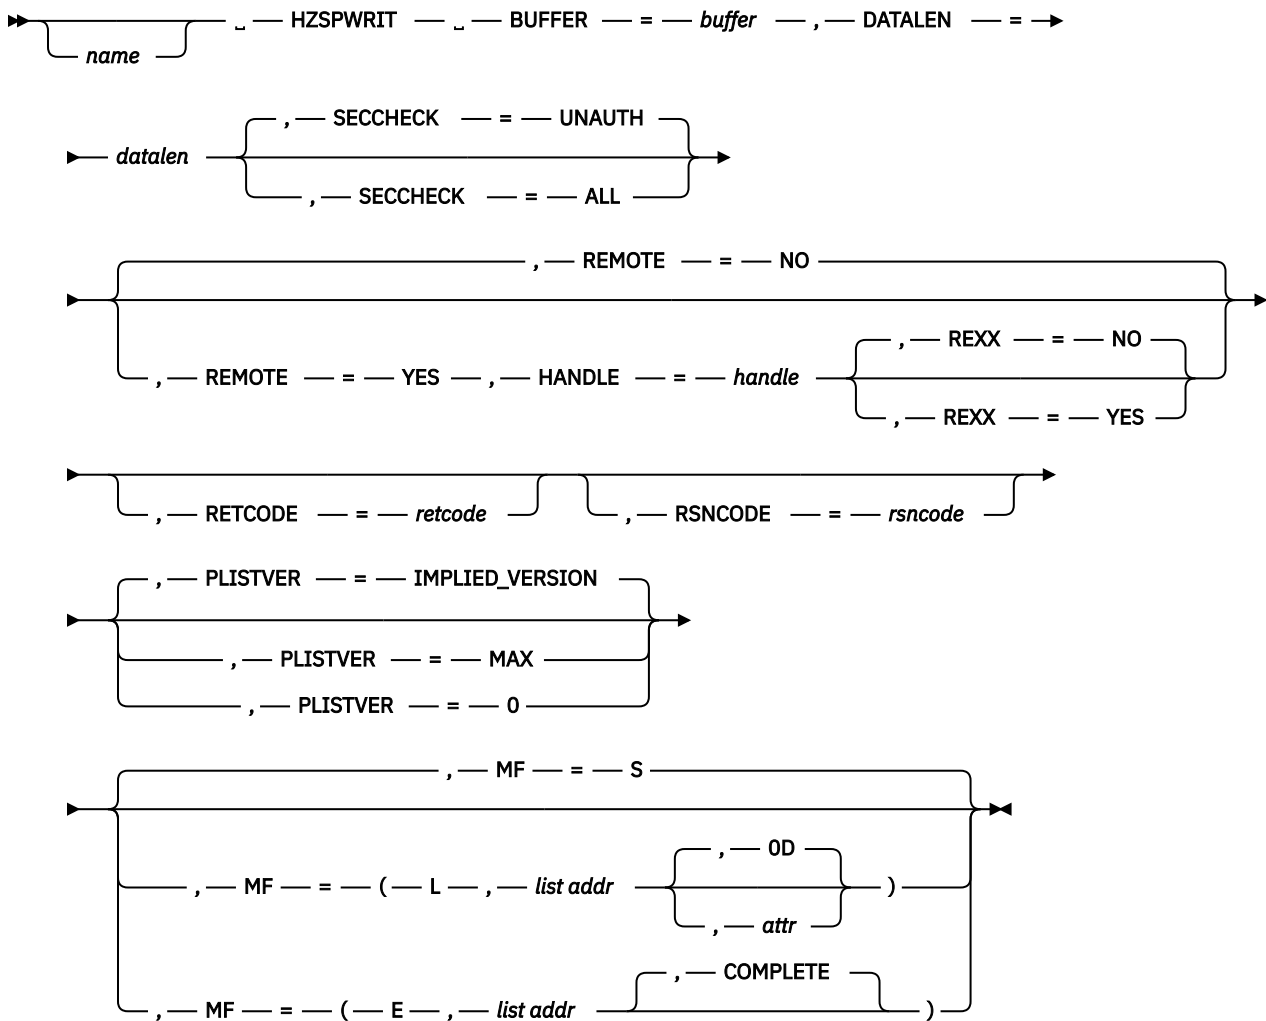 ␣ HZSPWRIT ␣ BUFFER = buffer , DATALEN =
name
, SECCHECK = UNAUTH
datalen
, SECCHECK = ALL
, REMOTE = NO
, REXX = NO
, REMOTE = YES , HANDLE = handle
, REXX = YES
, RETCODE = retcode , RSNCODE = rsncode
, PLISTVER = IMPLIED_VERSION
, PLISTVER = MAX
, PLISTVER = 0
, MF = S
, 0D
, MF = ( L , list addr )
, attr
, COMPLETE
, MF = ( E , list addr )